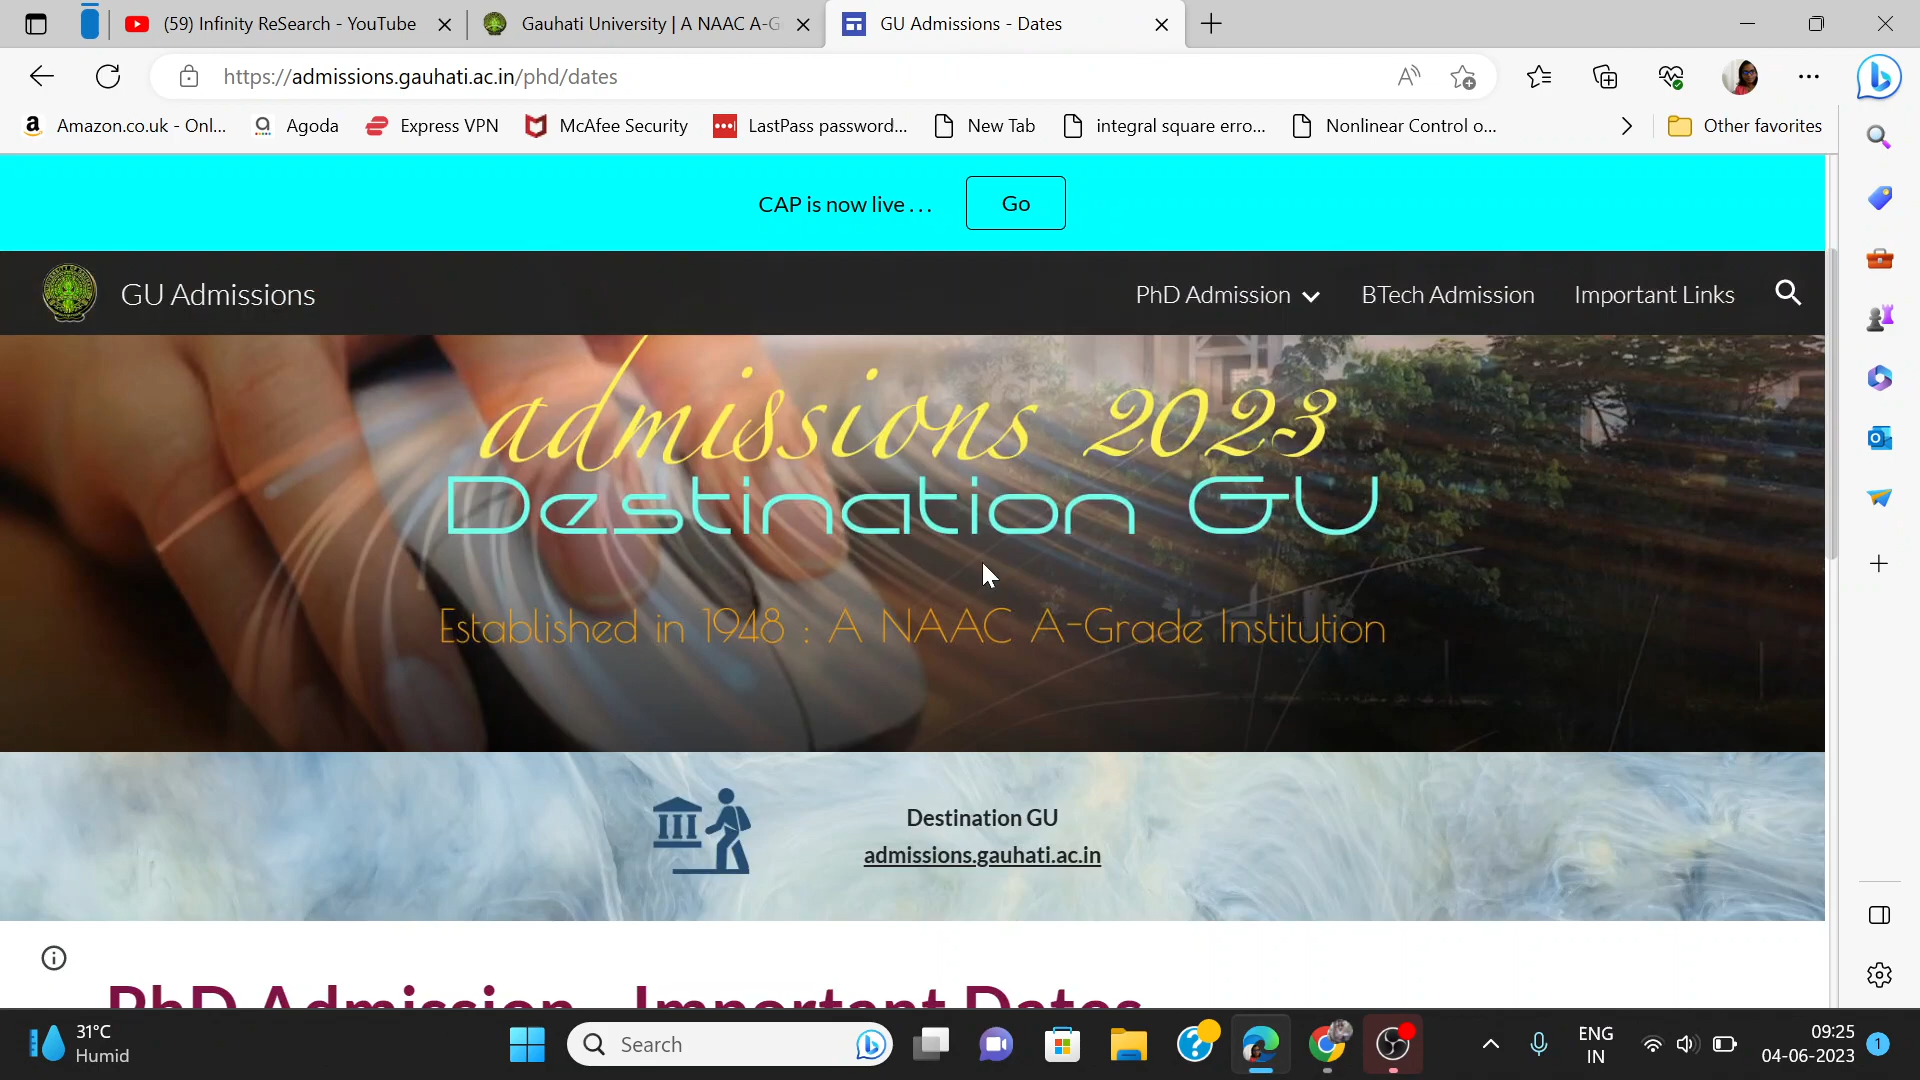 (59) Infinity ReSearch - YouTube
Gauhati University | A NAAC A-G
GU Admissions - Dates
https://admissions.gauhati.ac.in/phd/dates
Amazon.co.uk - Onl...
Agoda
Express VPN
McAfee Security
LastPass password...
New Tab
integral square erro...
Nonlinear Control o...
Other favorites
CAP is now live . . .
Go
GU Admissions
PhD Admission
BTech Admission
Important Links
admissions 2023
Destination GU
Established in 1948 : A NAAC A-Grade Institution
Destination GU
admissions.gauhati.ac.in
PhD Admission - Important Dates
31°C
Humid
Search
ENG
IN
09:25
04-06-2023
1